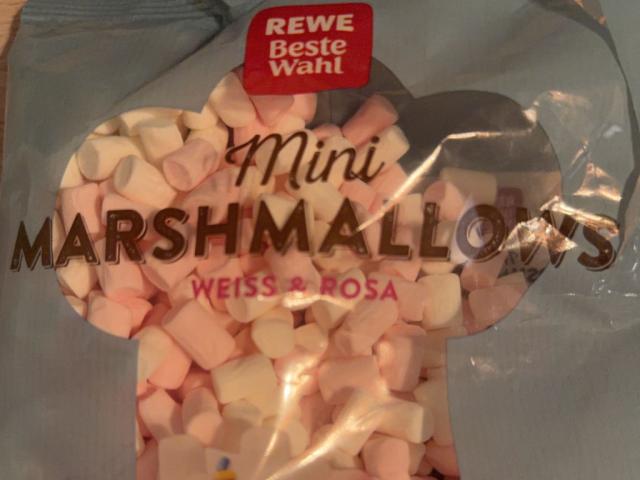 REWE
Beste
Wahl
Mini
MARSHMALLOWS
WEISS & ROSA